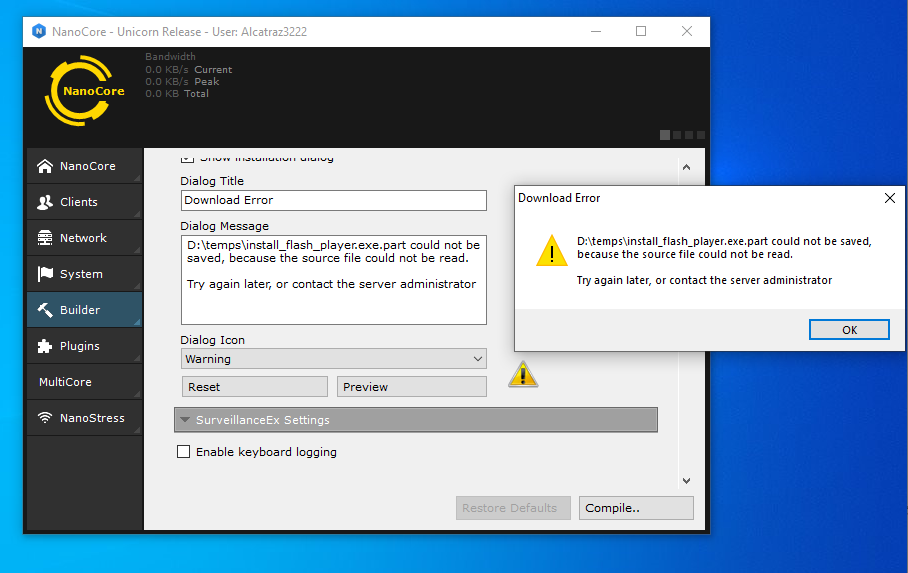 NanoCore - Unicorn Release - User: Alcatraz3222
NanoCore
Bandwidth
0.0 KB/s Current
0.0 KB/s Peak
0.0 KB Total
NanoCore
Clients
Network
System
Builder
Plugins
MultiCore
NanoStress
Show installation dialog
Dialog Title
Download Error
Dialog Message
D:\temps\install_flash_player.exe.part could not be
saved, because the source file could not be read.
Try again later, or contact the server administrator
Dialog Icon
Warning
Reset
Preview
SurveillanceEx Settings
Enable keyboard logging
Restore Defaults
Compile..
Download Error
D:\temps\install_flash_player.exe.part could not be saved,
because the source file could not be read.
Try again later, or contact the server administrator
OK